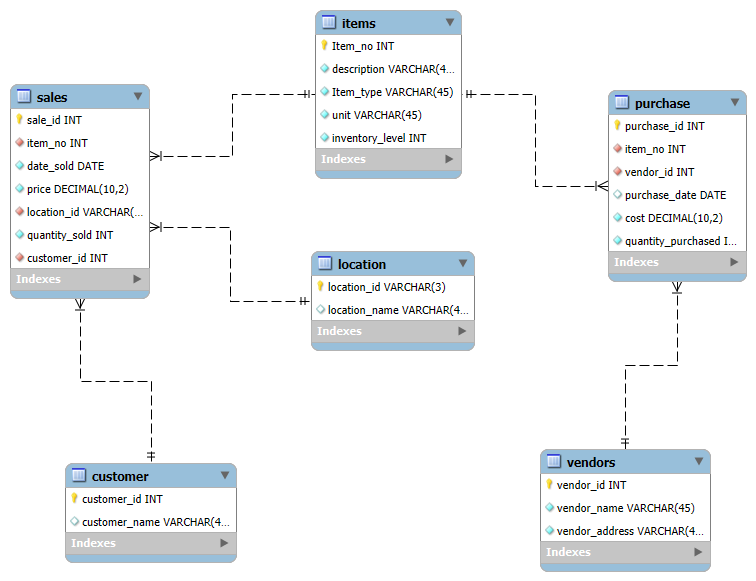 items
Item_no INT
description VARCHAR(4...
Item_type VARCHAR(45)
unit VARCHAR(45)
inventory_level INT
Indexes
sales
sale_id INT
item_no INT
date_sold DATE
price DECIMAL(10,2)
location_id VARCHAR(...
quantity_sold INT
customer_id INT
Indexes
purchase
purchase_id INT
item_no INT
vendor_id INT
purchase_date DATE
cost DECIMAL(10,2)
quantity_purchased I...
Indexes
location
location_id VARCHAR(3)
location_name VARCHAR(4...
Indexes
customer
customer_id INT
customer_name VARCHAR(4...
Indexes
vendors
vendor_id INT
vendor_name VARCHAR(45)
vendor_address VARCHAR(4...
Indexes